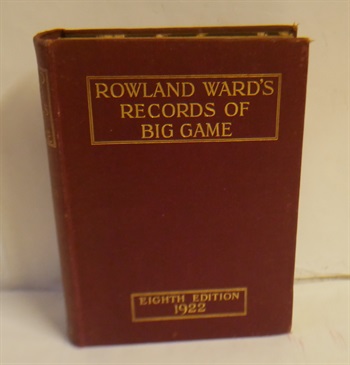 ROWLAND WARD'S
RECORDS OF
BIG GAME
EIGHTH EDITION
1922